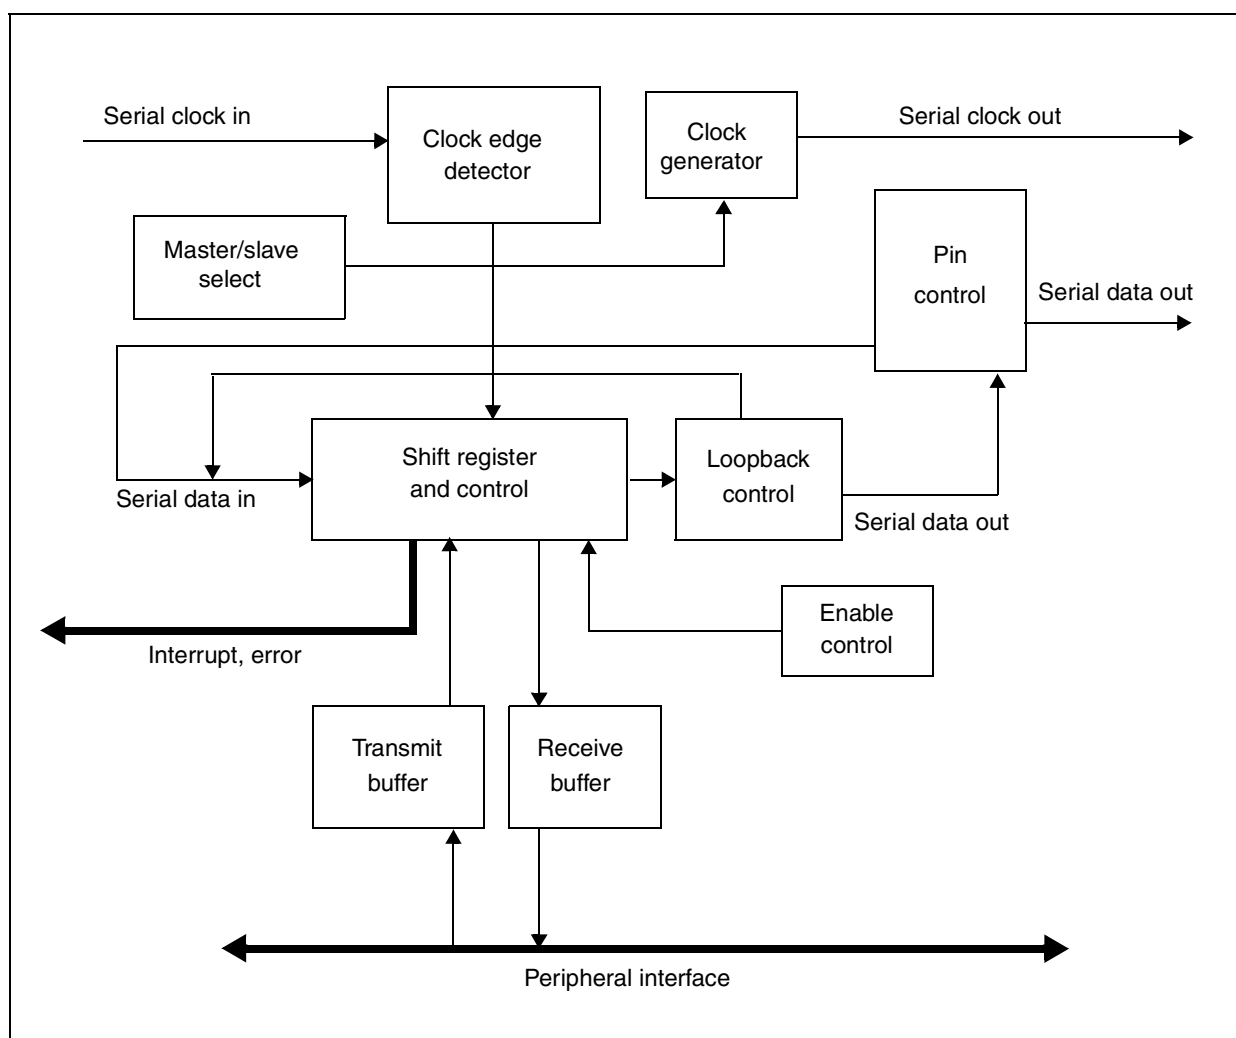 Serial clock in
Clock edge
detector
Clock
generator
Serial clock out
Master/slave
select
Pin
control
Serial data out
Shift register
and control
Loopback
control
Serial data in
Serial data out
Enable
control
Interrupt, error
Transmit
buffer
Receive
buffer
Peripheral interface